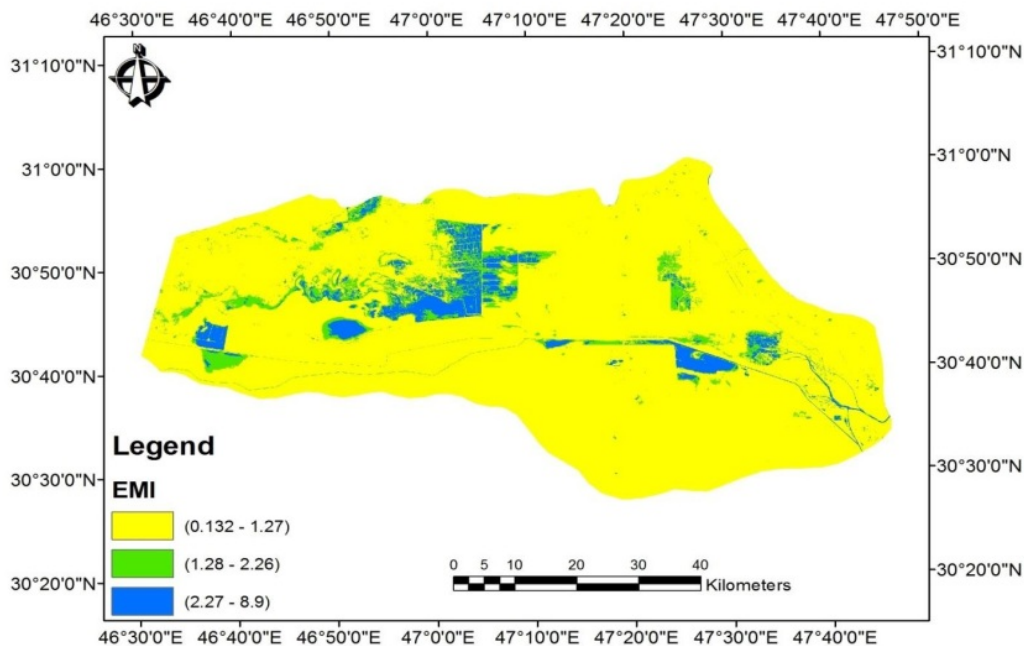 46°30'0"E 46°40'0"E 46°50'0"E 47°0'0"E 47°10'0"E 47°20'0"E 47°30'0"E 47°40'0"E 47°50'0"E
31°10'0"N 31°10'0"N
N
31°0'0"N 31°0'0"N
30°50'0"N 30°50'0"N
30°40'0"N 30°40'0"N
30°30'0"N 30°30'0"N
30°20'0"N 30°20'0"N
Legend
EMI
(0.132 - 1.27)
(1.28 - 2.26)
(2.27 - 8.9)
0 5 10 20 30 40
Kilometers
46°30'0"E 46°40'0"E 46°50'0"E 47°0'0"E 47°10'0"E 47°20'0"E 47°30'0"E 47°40'0"E